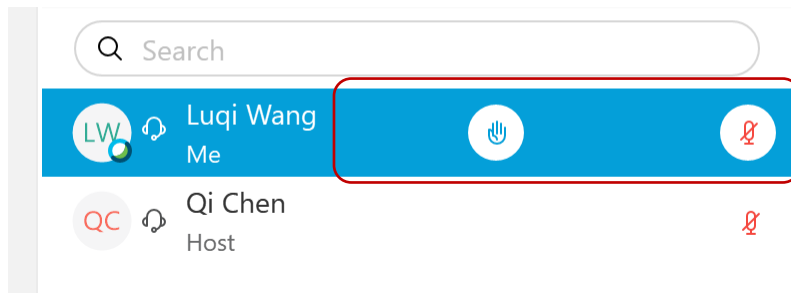 Search
LW
Luqi Wang
Me
QC
Qi Chen
Host